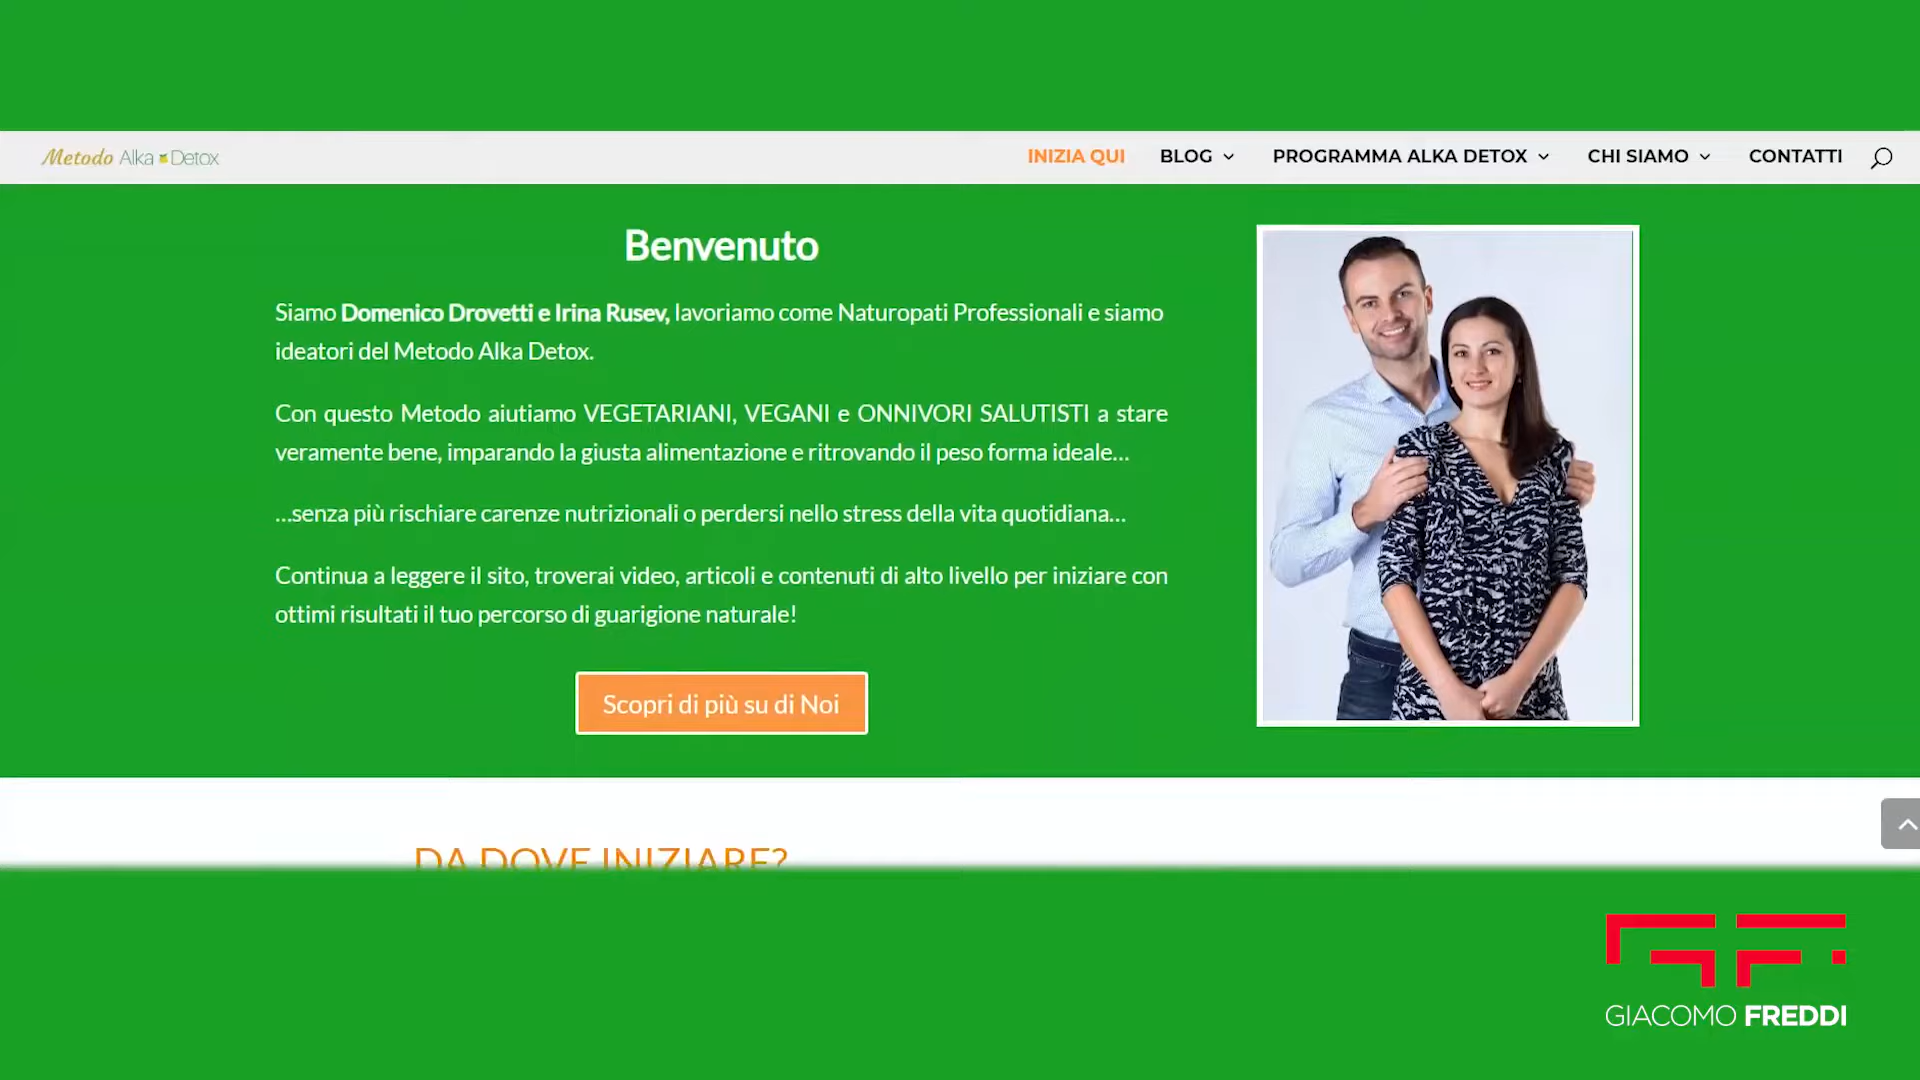 Metodo Alka Detox
INIZIA QUI
BLOG
PROGRAMMA ALKA DETOX
CHI SIAMO
CONTATTI
Benvenuto
Siamo Domenico Drovetti e Irina Rusev, lavoriamo come Naturopati Professionali e siamo
ideatori del Metodo Alka Detox.
Con questo Metodo aiutiamo VEGETARIANI, VEGANI e ONNIVORI SALUTISTI a stare
veramente bene, imparando la giusta alimentazione e ritrovando il peso forma ideale…
…senza più rischiare carenze nutrizionali o perdersi nello stress della vita quotidiana…
Continua a leggere il sito, troverai video, articoli e contenuti di alto livello per iniziare con
ottimi risultati il tuo percorso di guarigione naturale!
Scopri di più su di Noi
DA DOVE INIZIARE?
GF
GIACOMO FREDDI